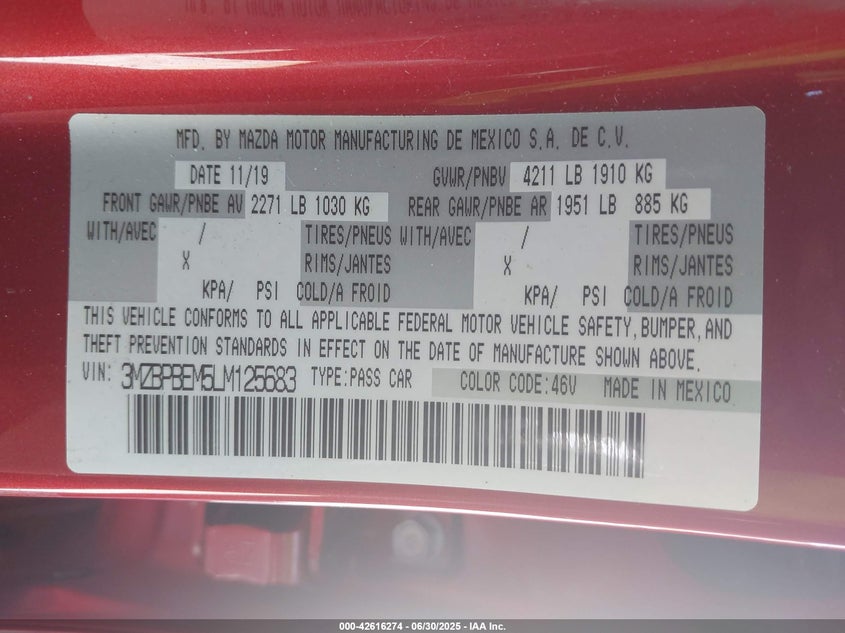 MFD. BY MAZDA MOTOR MANUFACTURING DE MEXICO S.A. DE C.V.
DATE 11/19 GVWR/PNBV 4211 LB 1910 KG
FRONT GAWR/PNBE AV 2271 LB 1030 KG REAR GAWR/PNBE AR 1951 LB 885 KG
WITH/AVEC / TIRES/PNEUS WITH/AVEC / TIRES/PNEUS
X RIMS/JANTES X RIMS/JANTES
KPA/ PSI COLD/A FROID KPA/ PSI COLD/A FROID
THIS VEHICLE CONFORMS TO ALL APPLICABLE FEDERAL MOTOR VEHICLE SAFETY, BUMPER, AND
THEFT PREVENTION STANDARDS IN EFFECT ON THE DATE OF MANUFACTURE SHOWN ABOVE.
VIN: 3MZBPBEM5LM125683 TYPE:PASS CAR COLOR CODE:46V MADE IN MEXICO
000-42616274 - 06/30/2025 - IAA Inc.